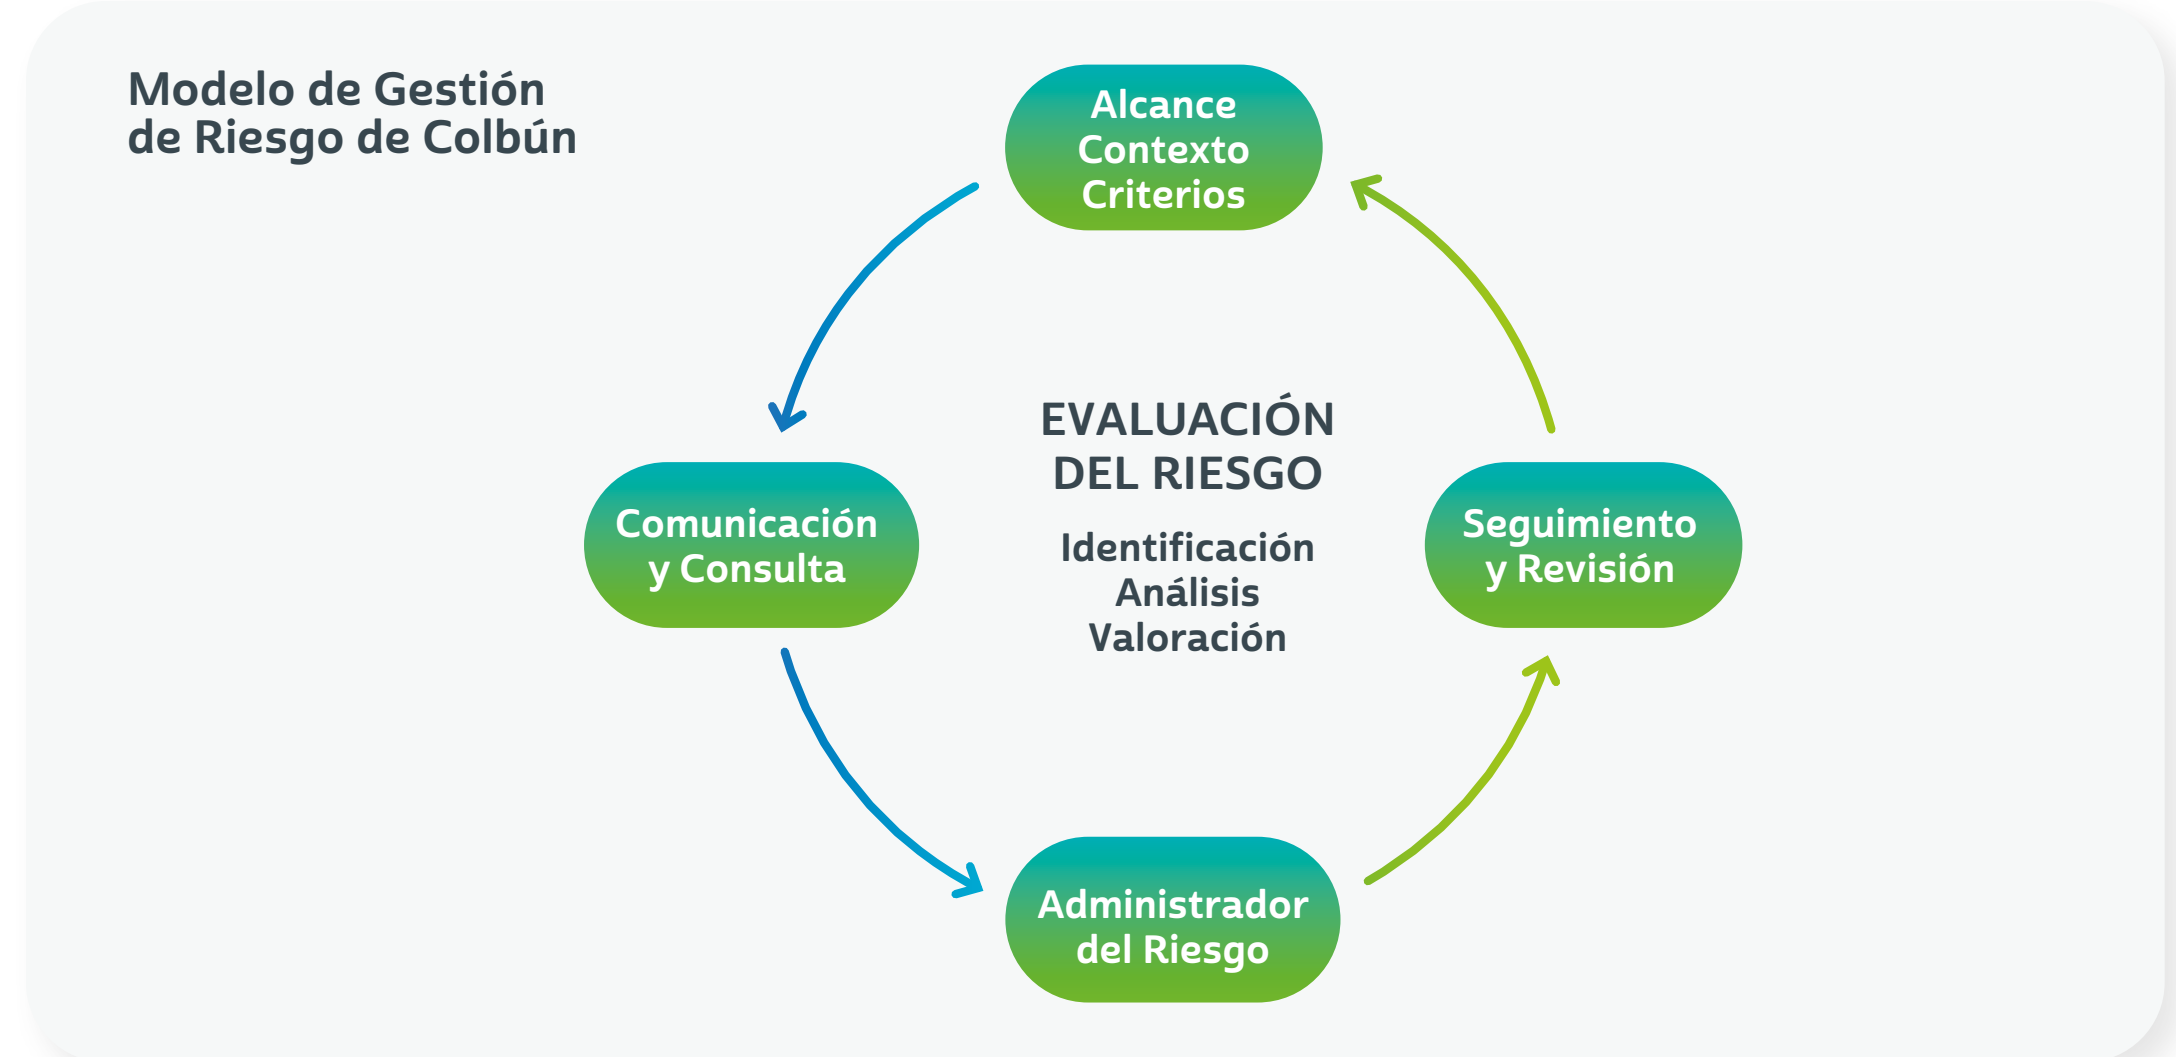 Modelo de Gestión
de Riesgo de Colbún
Alcance
Contexto
Criterios
EVALUACIÓN
DEL RIESGO
Identificación
Análisis
Valoración
Comunicación
y Consulta
Seguimiento
y Revisión
Administrador
del Riesgo